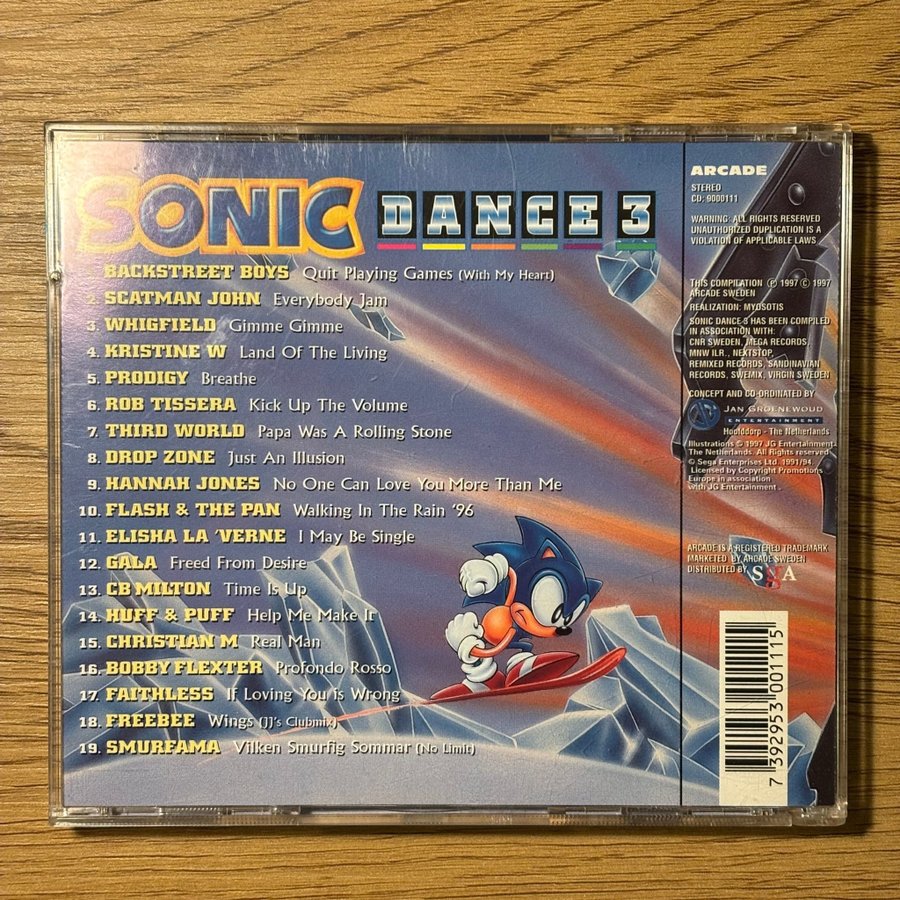 SONIC DANCE 3
1. BACKSTREET BOYS Quit Playing Games (With My Heart)
2. SCATMAN JOHN Everybody Jam
3. WHIGFIELD Gimme Gimme
4. KRISTINE W Land Of The Living
5. PRODIGY Breathe
6. ROB TISSERA Kick Up The Volume
7. THIRD WORLD Papa Was A Rolling Stone
8. DROP ZONE Just An Illusion
9. HANNAH JONES No One Can Love You More Than Me
10. FLASH & THE PAN Walking In The Rain '96
11. ELISHA LA 'VERNE I May Be Single
12. GALA Freed From Desire
13. CB MILTON Time Is Up
14. HUFF & PUFF Help Me Make It
15. CHRISTIAN M Real Man
16. BOBBY FLEXTER Profondo Rosso
17. FAITHLESS If Loving You is Wrong
18. FREEBEE Wings (JJ's Clubmix)
19. SMURFAMA Vilken Smurfig Sommar (No Limit)
ARCADE
STEREO
CD: 9000111
WARNING: ALL RIGHTS RESERVED
UNAUTHORIZED DUPLICATION IS A
VIOLATION OF APPLICABLE LAWS
THIS COMPILATION ℗ 1997 © 1997
ARCADE SWEDEN
REALIZATION: MYOSOTIS
SONIC DANCE 3 HAS BEEN COMPILED
IN ASSOCIATION WITH:
CNR SWEDEN, MEGA RECORDS,
MNW ILR., NEXTSTOP,
REMIXED RECORDS, SANDINAVIAN
RECORDS, SWEMIX, VIRGIN SWEDEN
CONCEPT AND CO-ORDINATED BY
JAN GROENEWOUD
ENTERTAINMENT
Hoofddorp - The Netherlands
Illustrations © 1997 JG Entertainment.
The Netherlands. All Rights reserved
© Sega Enterprises Ltd. 1991/94.
Licensed by Copyright Promotions
Europe in association
with JG Entertainment.
ARCADE IS A REGISTERED TRADEMARK
MARKETED BY ARCADE SWEDEN
DISTRIBUTED BY SGA
7 392953 001115